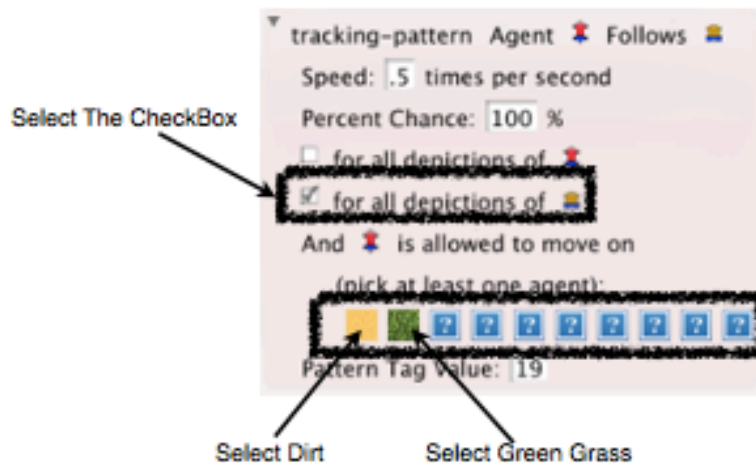 tracking-pattern Agent Follows
Speed: .5 times per second
Select The CheckBox
Percent Chance: 100 %
for all depictions of
for all depictions of
And is allowed to move on
(pick at least one agent):
? ? ? ? ? ? ? ?
Pattern Tag Value: 19
Select Dirt
Select Green Grass